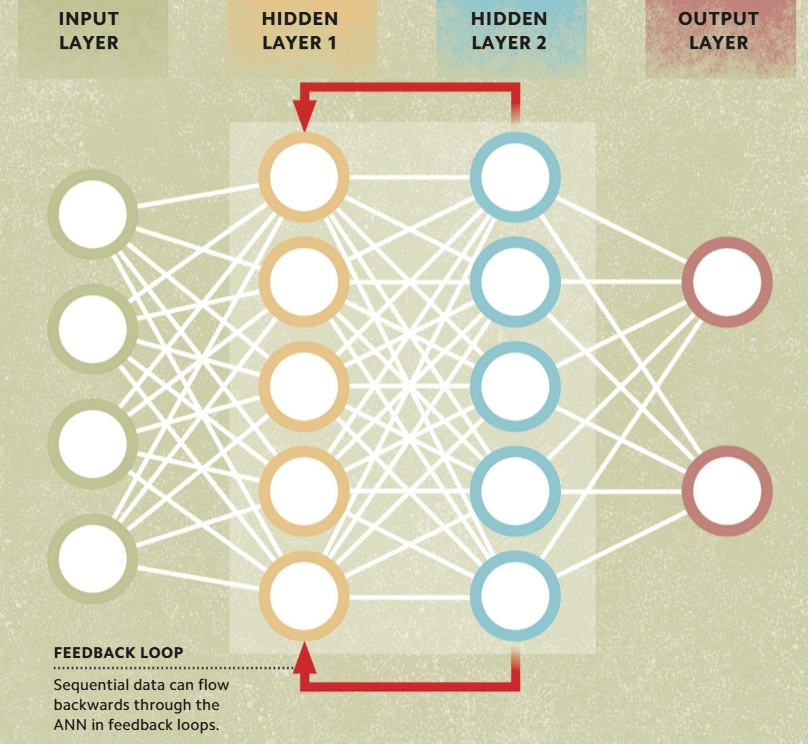 INPUT
LAYER
HIDDEN
LAYER 1
HIDDEN
LAYER 2
OUTPUT
LAYER
FEEDBACK LOOP
Sequential data can flow
backwards through the
ANN in feedback loops.